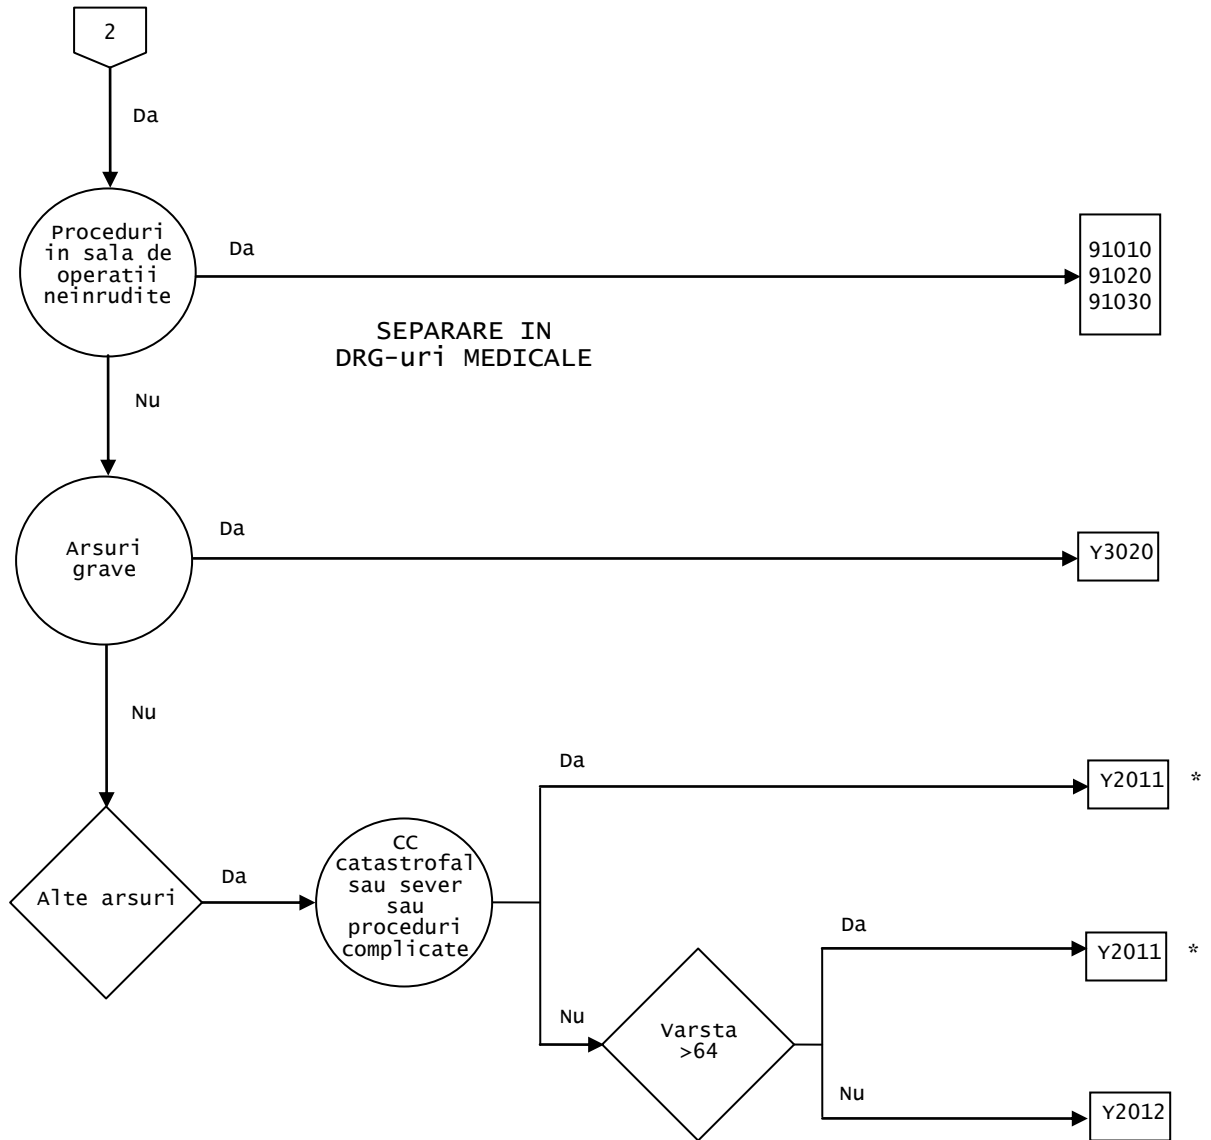 2
Da
Proceduri
in sala de
operatii
neinrudite
Da
91010
91020
91030
SEPARARE IN
DRG-uri MEDICALE
Nu
Arsuri
grave
Da
Y3020
Nu
Alte arsuri
Da
CC
catastrofal
sau sever
sau
proceduri
complicate
Da
Y2011 *
Nu
Varsta
>64
Da
Y2011 *
Nu
Y2012